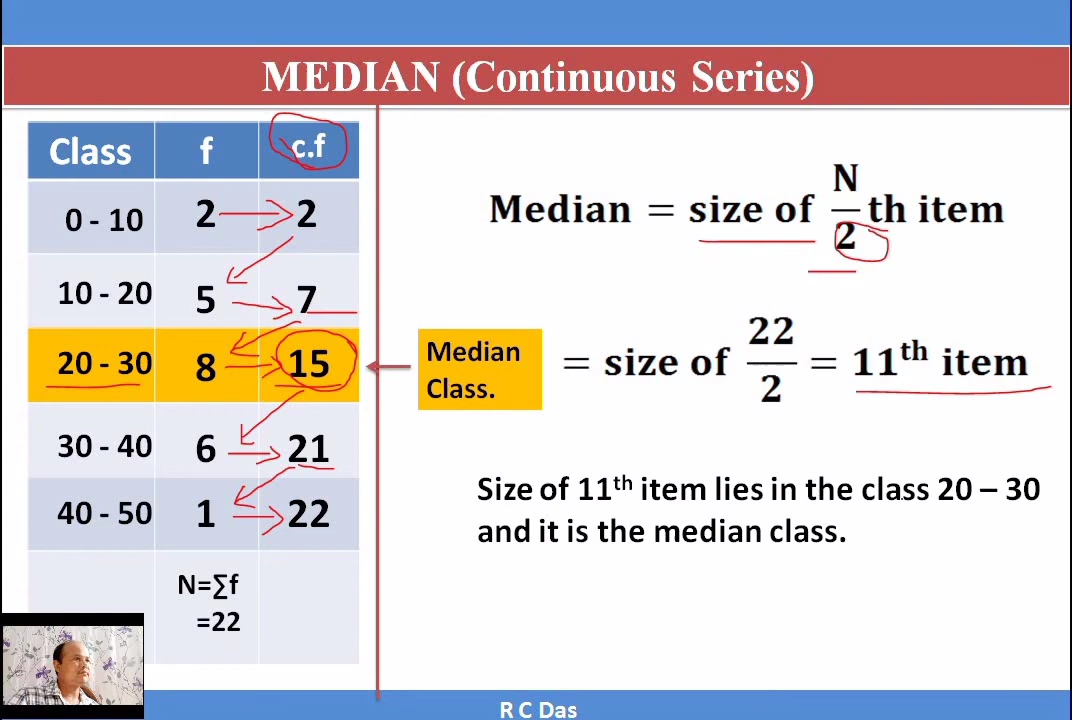 MEDIAN (Continuous Series)
Class f c.f
0 - 10 2 2
10 - 20 5 7
20 - 30 8 15
30 - 40 6 21
40 - 50 1 22
N=∑f
=22
Median
Class.
Median = size of N/2 th item
= size of 22/2 = 11th item
Size of 11th item lies in the class 20 – 30
and it is the median class.
R C Das